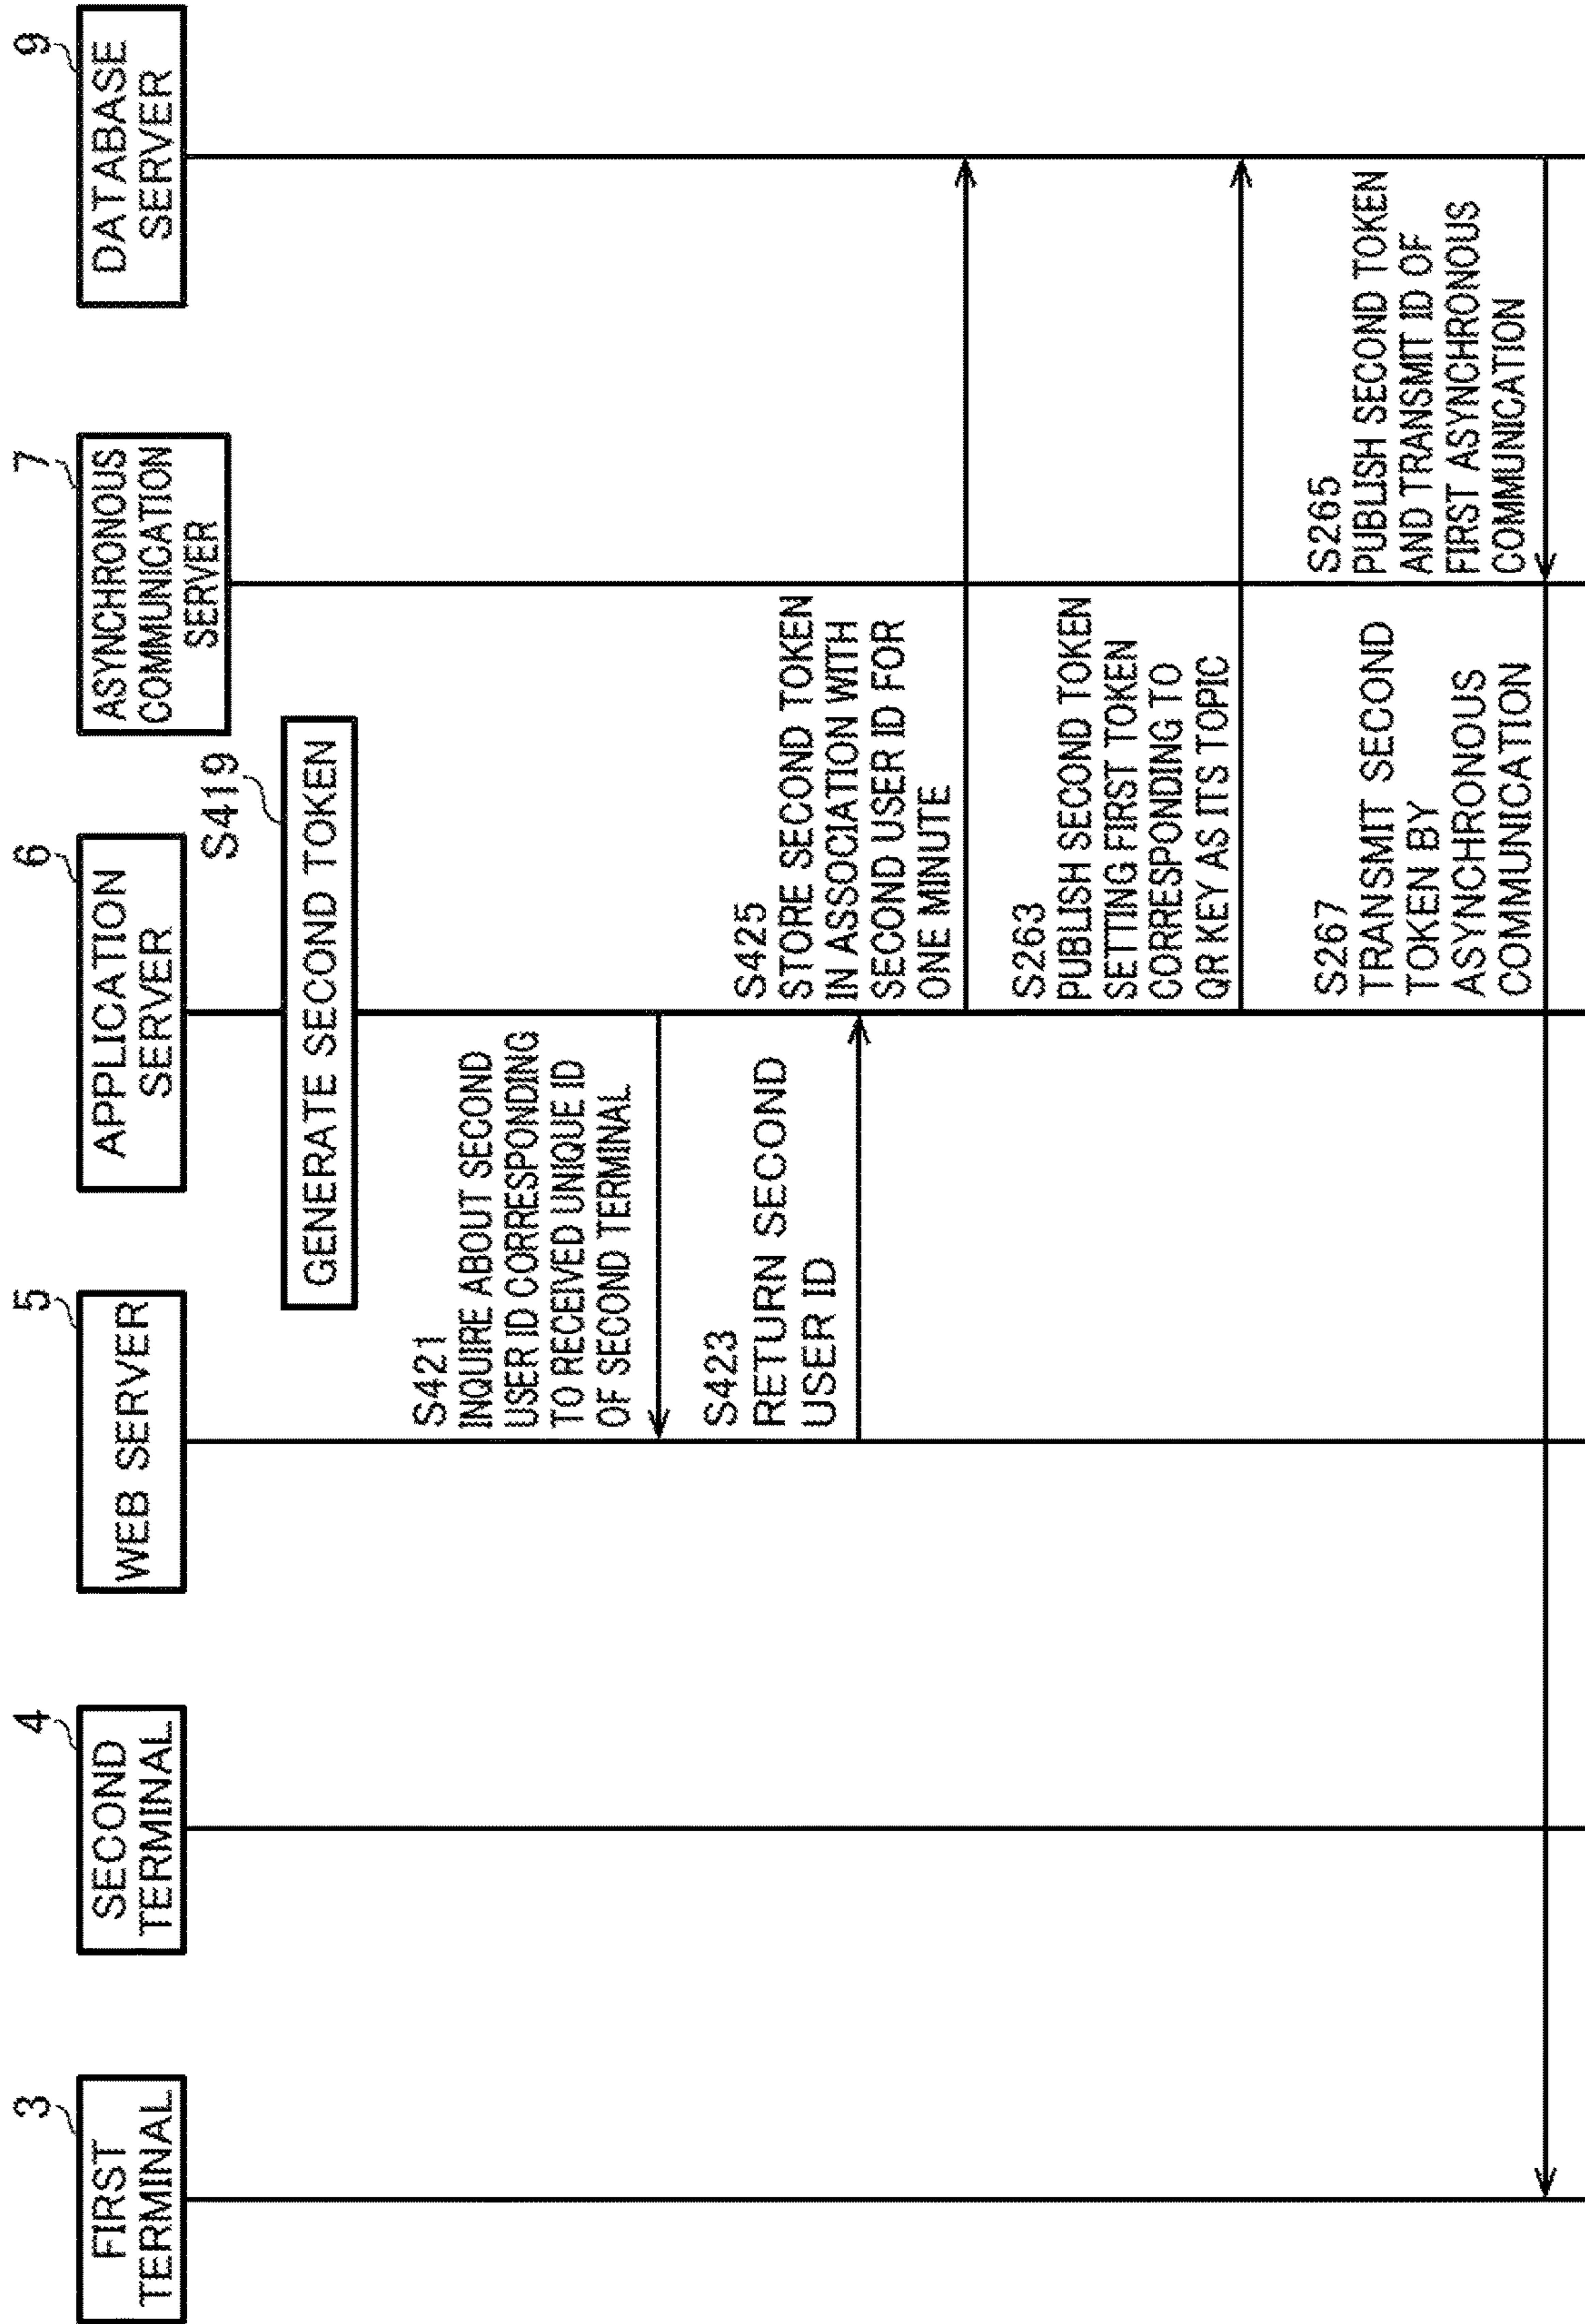 3
FIRST
TERMINAL
4
SECOND
TERMINAL
5
WEB SERVER
6
APPLICATION
SERVER
7
ASYNCHRONOUS
COMMUNICATION
SERVER
9
DATABASE
SERVER
S419
GENERATE SECOND TOKEN
S421
INQUIRE ABOUT SECOND
USER ID CORRESPONDING
TO RECEIVED UNIQUE ID
OF SECOND TERMINAL
S423
RETURN SECOND
USER ID
S425
STORE SECOND TOKEN
IN ASSOCIATION WITH
SECOND USER ID FOR
ONE MINUTE
S263
PUBLISH SECOND TOKEN
SETTING FIRST TOKEN
CORRESPONDING TO
QR KEY AS ITS TOPIC
S265
PUBLISH SECOND TOKEN
AND TRANSMIT ID OF
FIRST ASYNCHRONOUS
COMMUNICATION
S267
TRANSMIT SECOND
TOKEN BY
ASYNCHRONOUS
COMMUNICATION